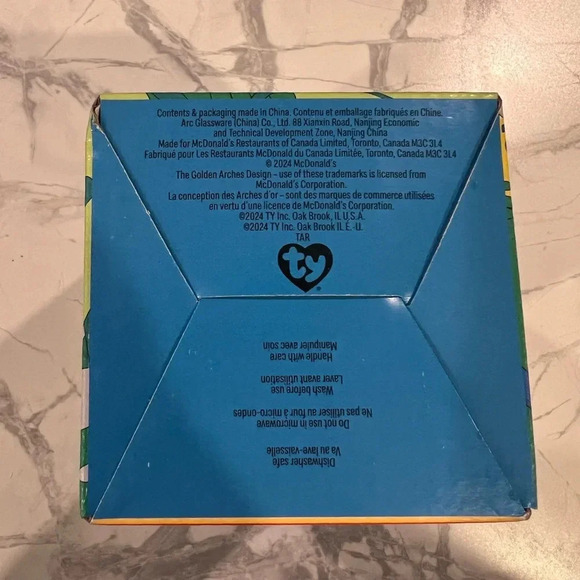 Contents & packaging made in China. Contenu et emballage fabriqués en Chine.
Arc Glassware (China) Co., Ltd. 88 Xianxin Road, Nanjing Economic
and Technical Development Zone, Nanjing China
Made for McDonald's Restaurants of Canada Limited, Toronto, Canada M3C 3L4
Fabriqué pour Les Restaurants McDonald du Canada Limitée, Toronto, Canada M3C 3L4
© 2024 McDonald's
The Golden Arches Design – use of these trademarks is licensed from
McDonald's Corporation.
La conception des Arches d'or – sont des marques de commerce utilisées
en vertu d'une licence de McDonald's Corporation.
©2024 TY Inc. Oak Brook, IL U.S.A.
©2024 TY Inc. Oak Brook Il É.-U.
TAR
ty®
Dishwasher safe
Va au lave-vaisselle
Do not use in microwave
Ne pas utiliser au four à micro-ondes
Wash before use
Laver avant utilisation
Handle with care
Manipuler avec soin